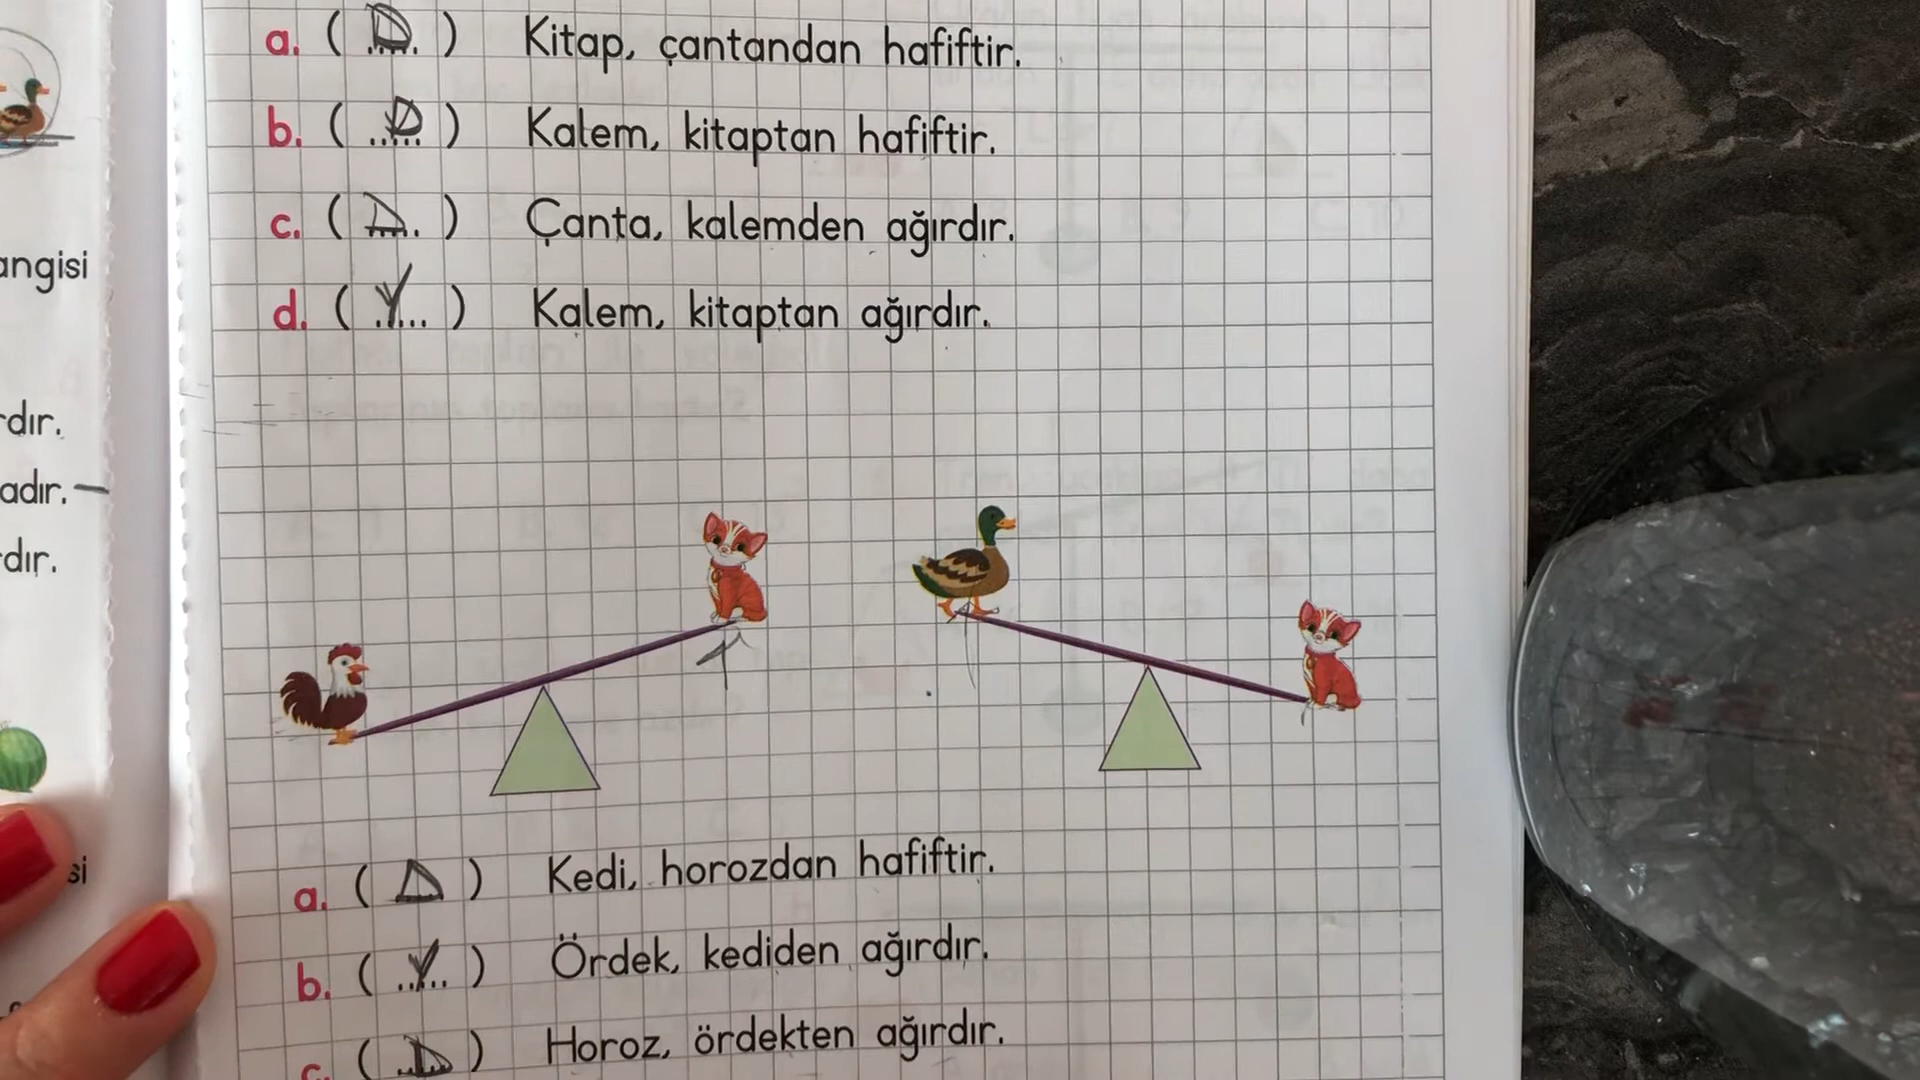 a. ( D ) Kitap, çantandan hafiftir.
b. ( D ) Kalem, kitaptan hafiftir.
c. ( D ) Çanta, kalemden ağırdır.
d. ( Y ) Kalem, kitaptan ağırdır.
angisi
rdır.
adır.
rdır.
si
a. ( D ) Kedi, horozdan hafiftir.
b. ( Y ) Ördek, kediden ağırdır.
c. ( D ) Horoz, ördekten ağırdır.